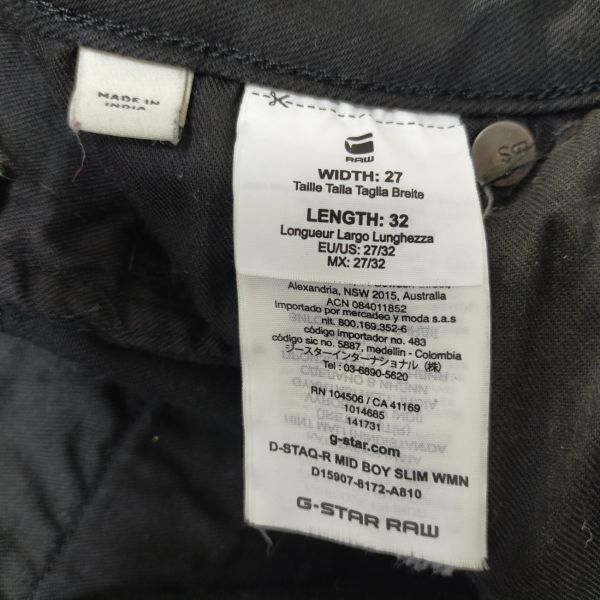 MADE IN
INDIA
RAW
WIDTH: 27
Taille Talla Taglia Breite
LENGTH: 32
Longueur Largo Lunghezza
EU/US: 27/32
MX: 27/32
Alexandria, NSW 2015, Australia
ACN 084011852
Importado por mercadeo y moda s.a.s
nit. 800.169.352-6
código importador no. 483
código sic no. 5887, medellin - Colombia
ジースターインターナショナル（株）
Tel : 03-6890-5620
RN 104506 / CA 41169
1014685
141731
g-star.com
D-STAQ-R MID BOY SLIM WMN
D15907-8172-A810
G-STAR RAW